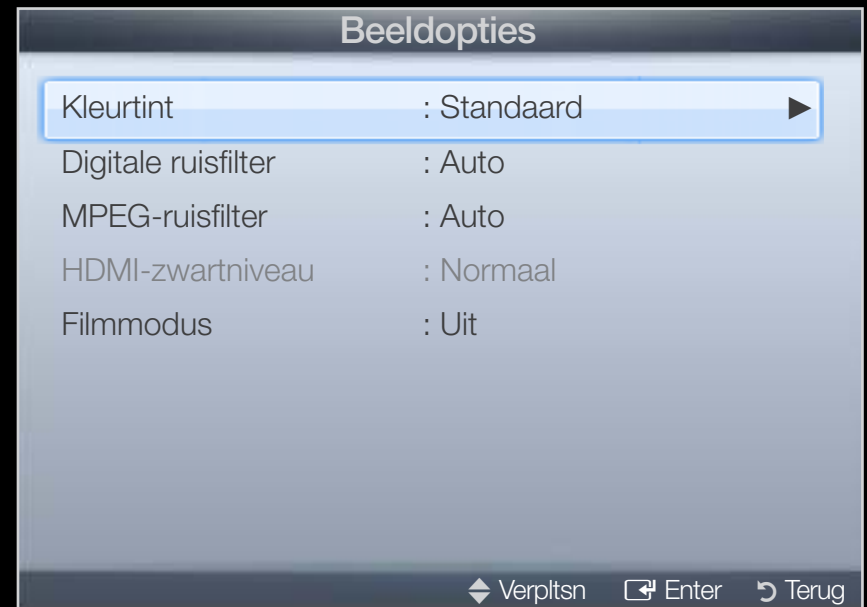 Beeldopties
Kleurtint : Standaard ►
Digitale ruisfilter : Auto
MPEG-ruisfilter : Auto
HDMI-zwartniveau : Normaal
Filmmodus : Uit
Verpltsn Enter Terug